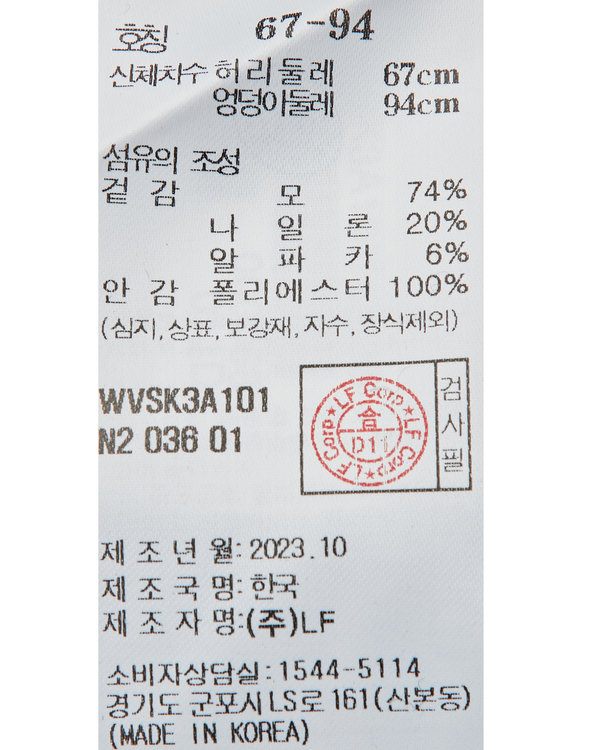 호칭 67-94
신체치수 허리둘레 67cm
엉덩이둘레 94cm
섬유의 조성
겉 감 모 74%
나 일 론 20%
알 파 카 6%
안 감 폴리에스터 100%
(심지, 상표, 보강재, 자수, 장식제외)
WVSK3A101
N2 036 01
LF Corp★LF Corp★LF Corp★
合
D11
검사필
제 조 년 월: 2023.10
제 조 국 명: 한국
제 조 자 명:(주)LF
소비자상담실: 1544-5114
경기도 군포시 LS로 161(산본동)
(MADE IN KOREA)